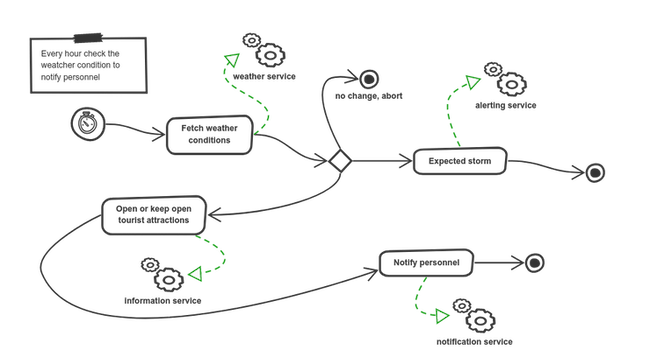 Every hour check the
weatcher condition to
notify personnel
weather service
no change, abort
alerting service
Fetch weather
conditions
Expected storm
Open or keep open
tourist attractions
information service
Notify personnel
notification service